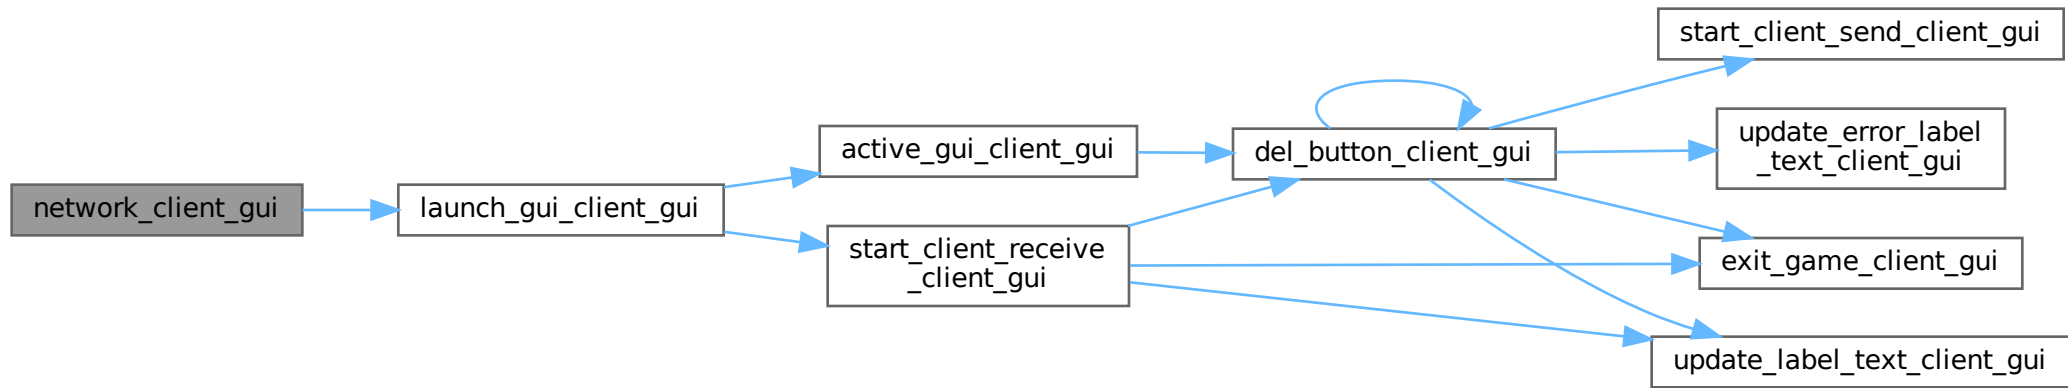 network_client_gui
launch_gui_client_gui
active_gui_client_gui
start_client_receive
_client_gui
del_button_client_gui
start_client_send_client_gui
update_error_label
_text_client_gui
exit_game_client_gui
update_label_text_client_gui